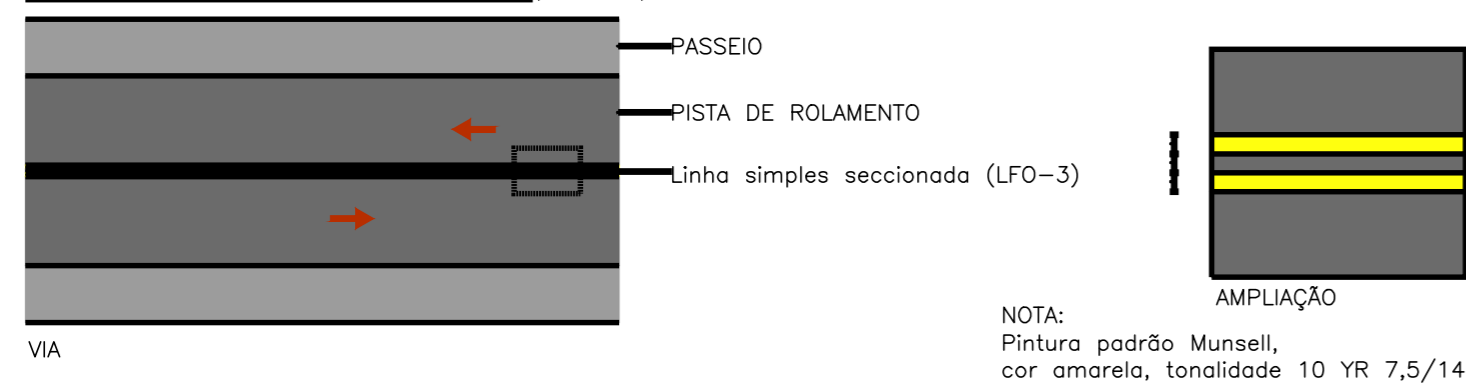 PASSEIO
PISTA DE ROLAMENTO
Linha simples seccionada (LFO-3)
AMPLIAÇÃO
NOTA:
Pintura padrão Munsell,
cor amarela, tonalidade 10 YR 7,5/14
VIA